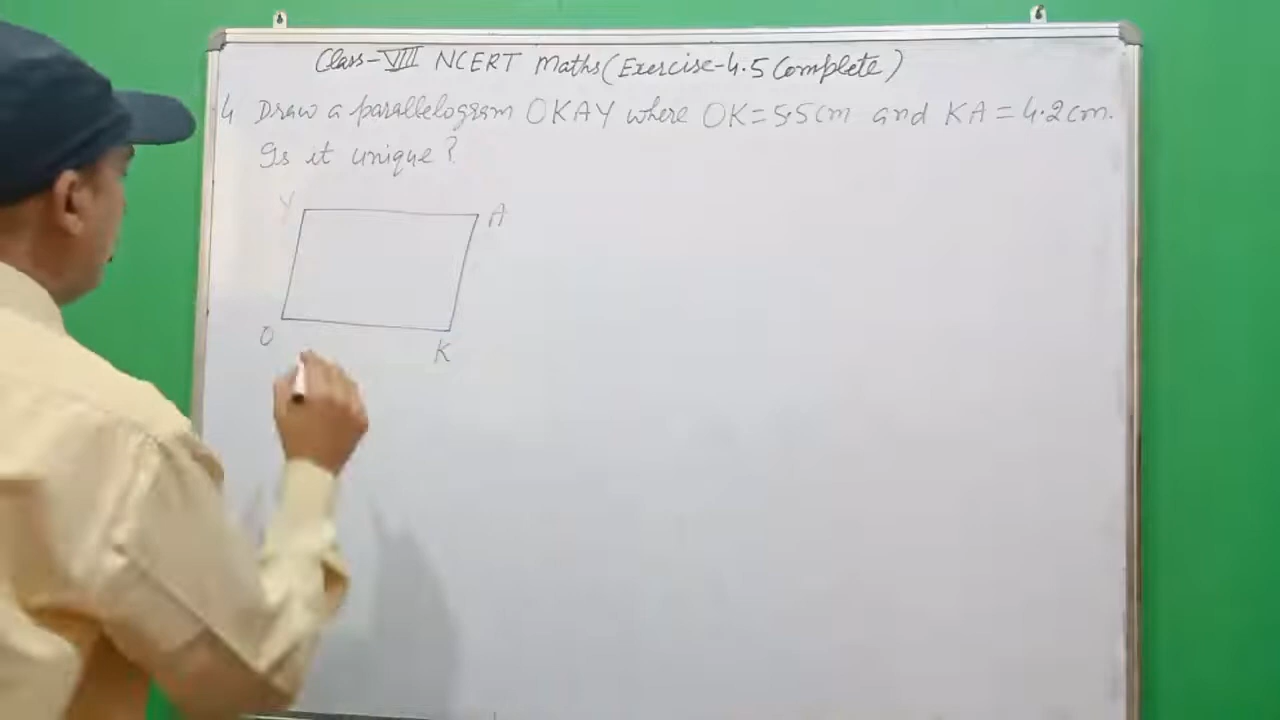 Class-VIII NCERT Maths (Exercise-4.5 Complete)
4 Draw a parallelogram OKAY where OK = 5.5cm and KA = 4.2cm.
Is it unique?
Y A
O K